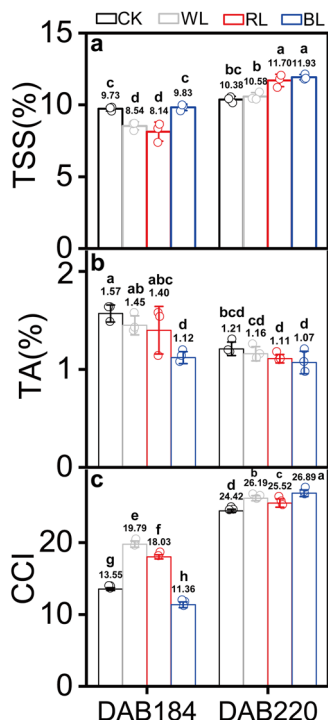 CK WL RL BL
a
TSS(%)
15
10
5
0
c d d c bc b a a
9.73 8.54 8.14 9.83 10.38 10.58 11.70 11.93
b
TA(%)
2
1
0
a ab abc d bcd cd d d
1.57 1.45 1.40 1.12 1.21 1.16 1.11 1.07
c
CCI
20
10
0
g e f h d b c a
13.55 19.79 18.03 11.36 24.42 26.19 25.52 26.89
DAB184 DAB220